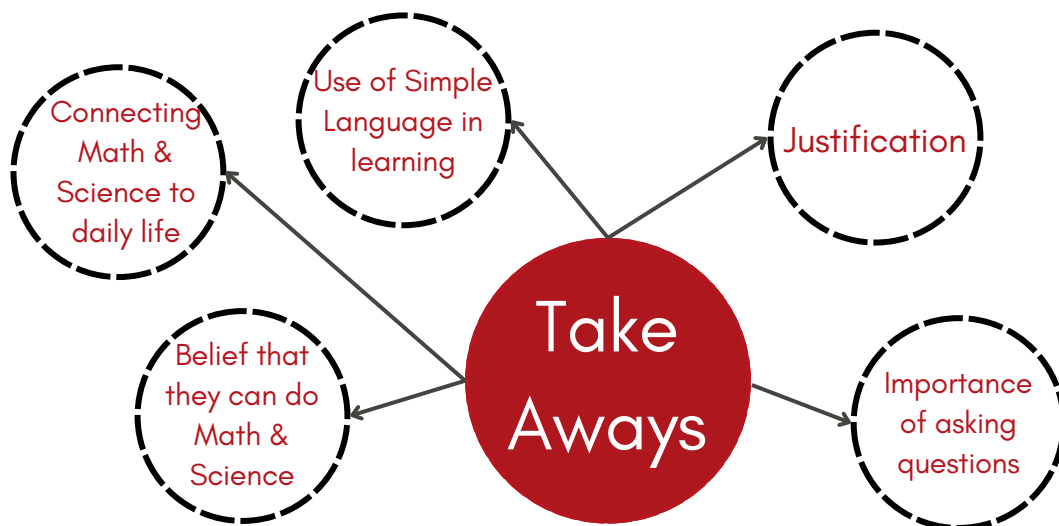 Connecting
Math &
Science to
daily life
Use of Simple
Language in
learning
Justification
Belief that
they can do
Math &
Science
Take
Aways
Importance
of asking
questions